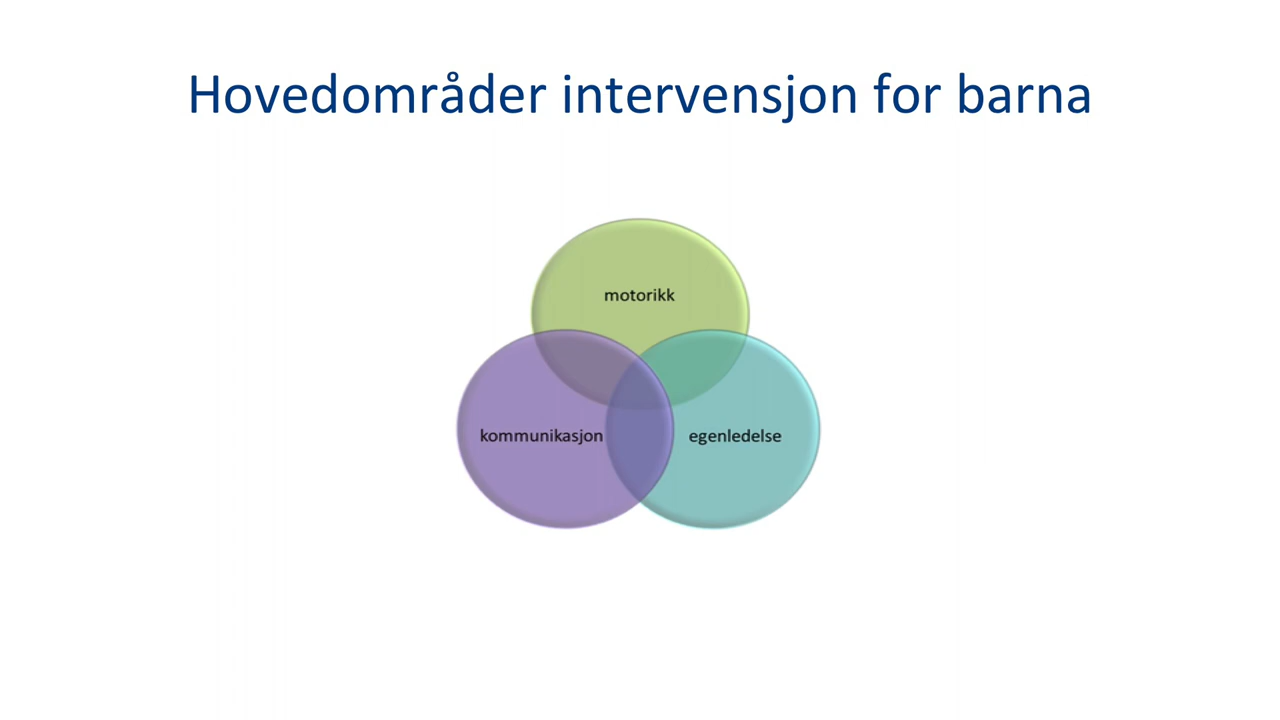 Hovedområder intervensjon for barna
motorikk
kommunikasjon
egenledelse